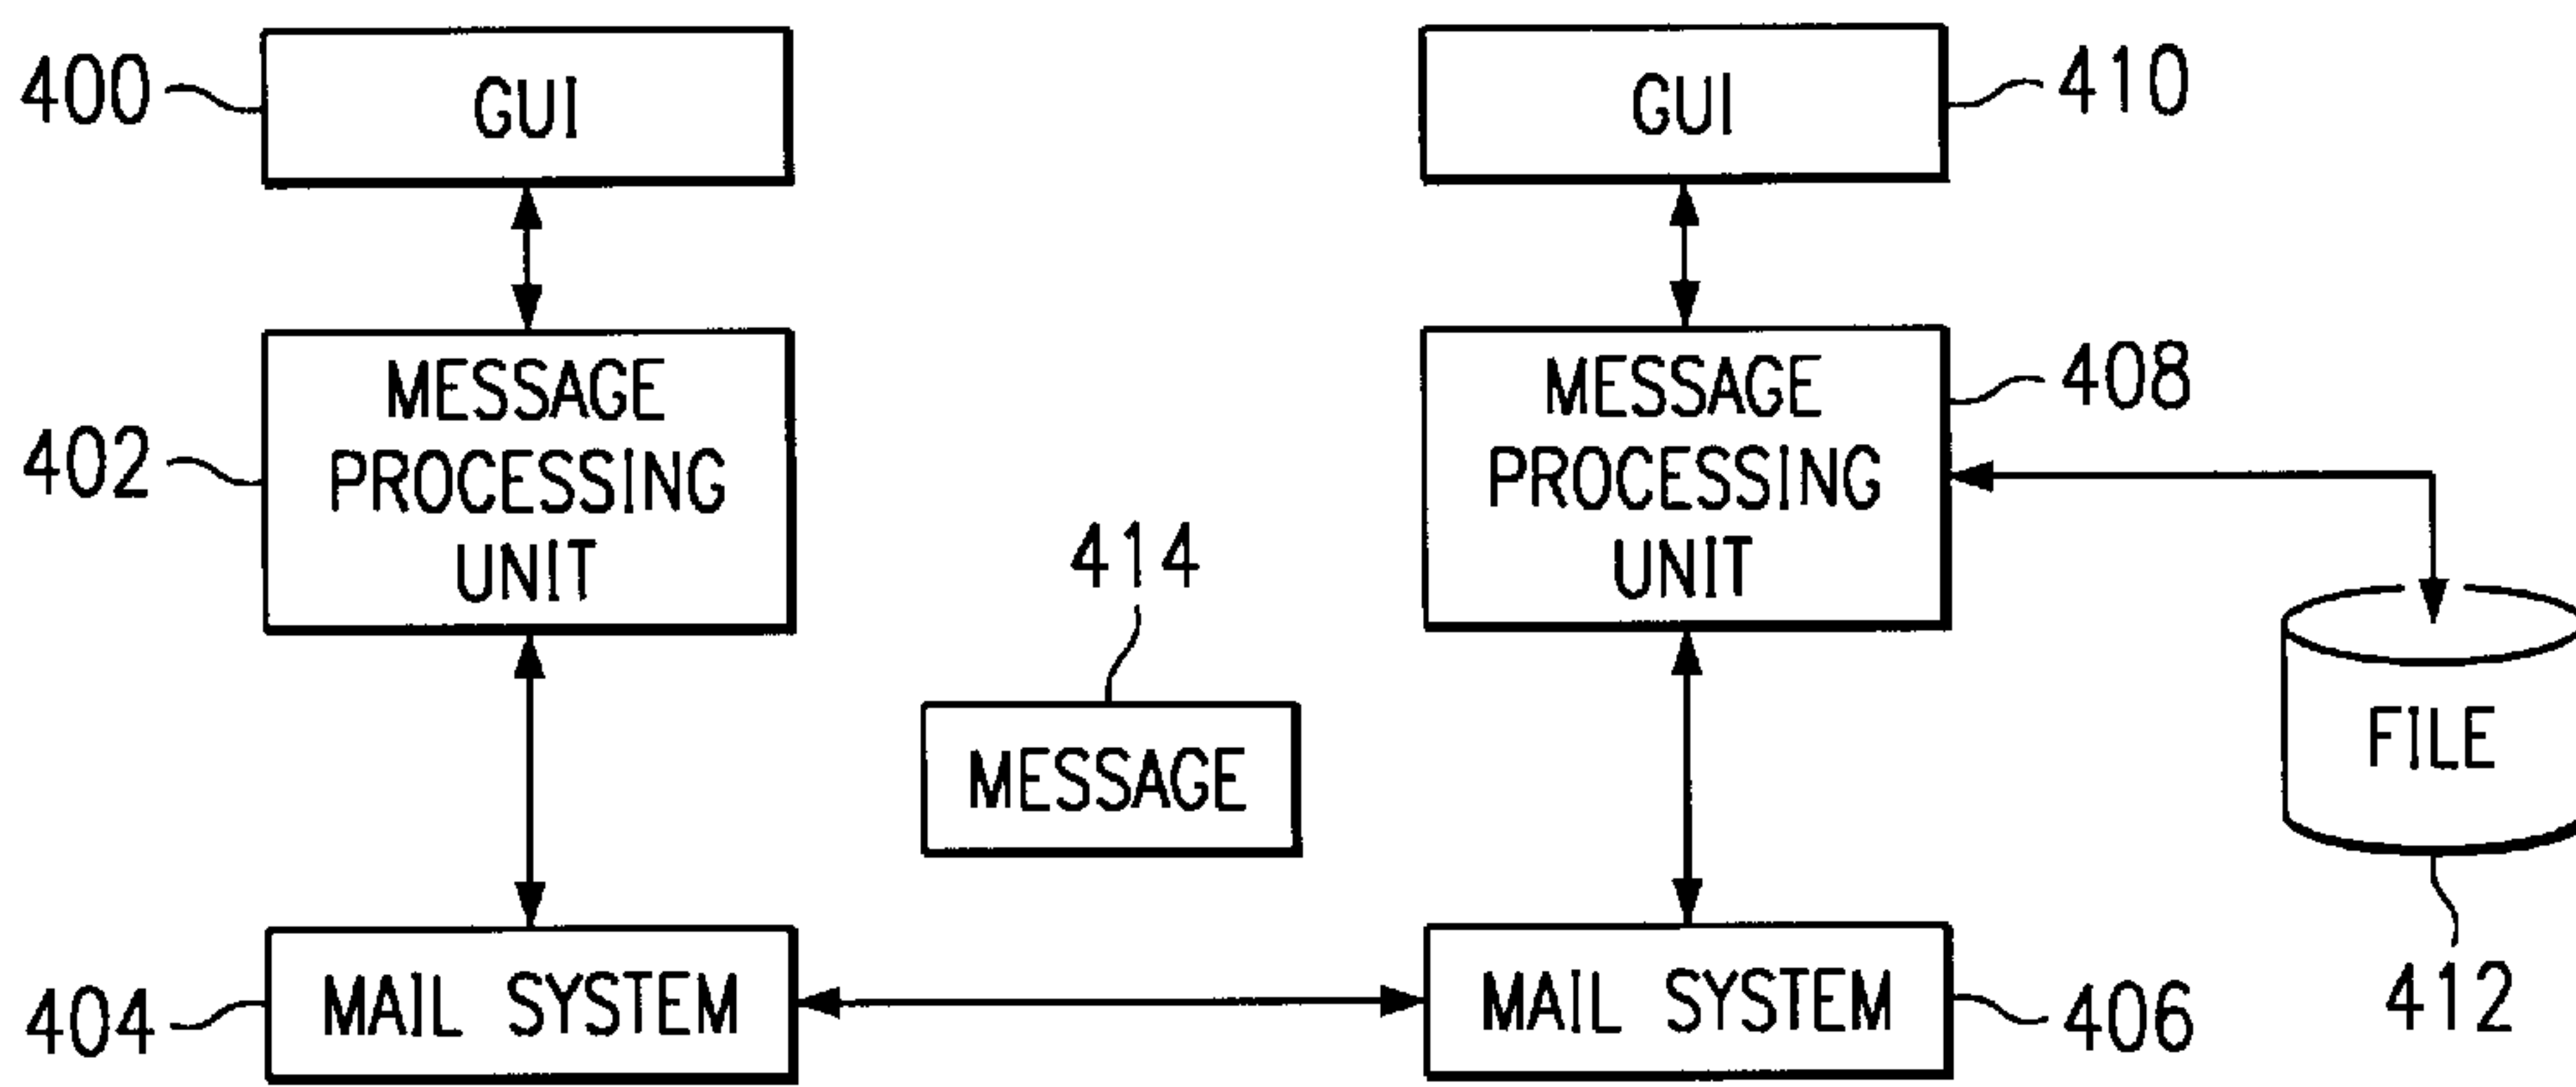 400
GUI
GUI
410
402
MESSAGE
PROCESSING
UNIT
MESSAGE
PROCESSING
UNIT
408
414
MESSAGE
FILE
412
404
MAIL SYSTEM
MAIL SYSTEM
406